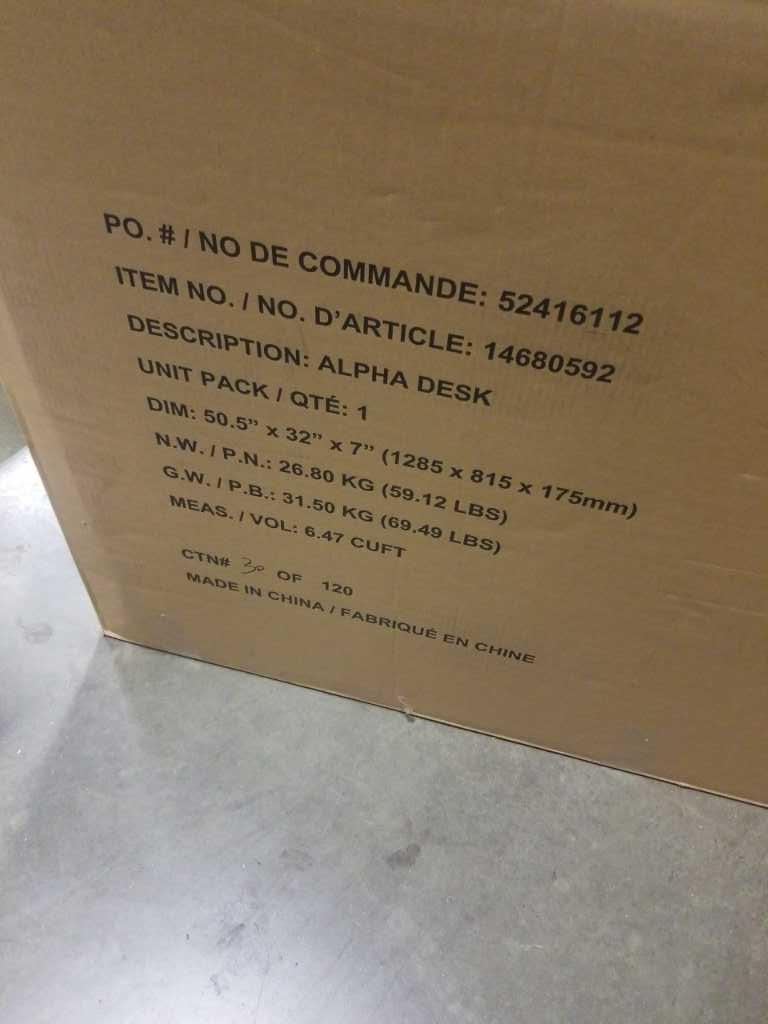 PO. # / NO DE COMMANDE: 52416112
ITEM NO. / NO. D'ARTICLE: 14680592
DESCRIPTION: ALPHA DESK
UNIT PACK / QTÉ: 1
DIM: 50.5” x 32” x 7” (1285 x 815 x 175mm)
N.W. / P.N.: 26.80 KG (59.12 LBS)
G.W. / P.B.: 31.50 KG (69.49 LBS)
MEAS. / VOL: 6.47 CUFT
CTN# 30 OF 120
MADE IN CHINA / FABRIQUÉ EN CHINE